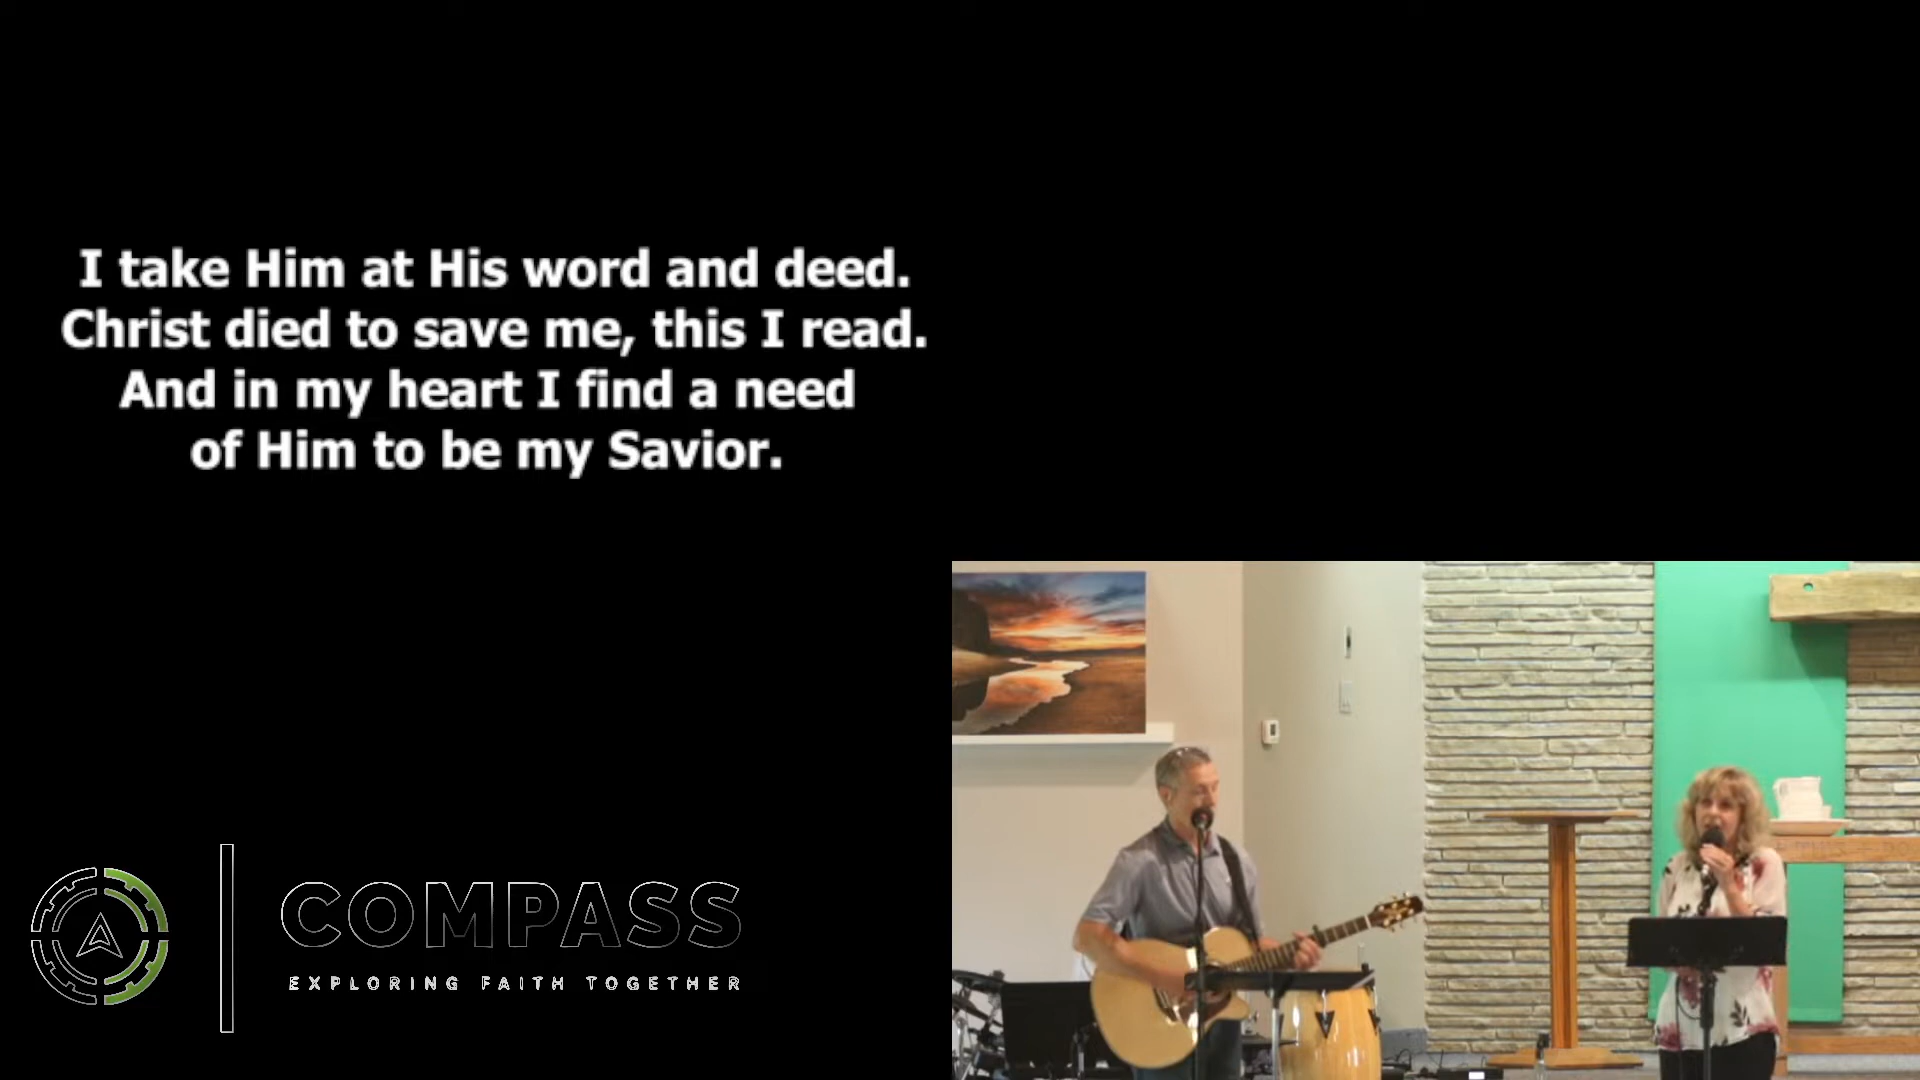 I take Him at His word and deed.
Christ died to save me, this I read.
And in my heart I find a need
of Him to be my Savior.
COMPASS
EXPLORING FAITH TOGETHER